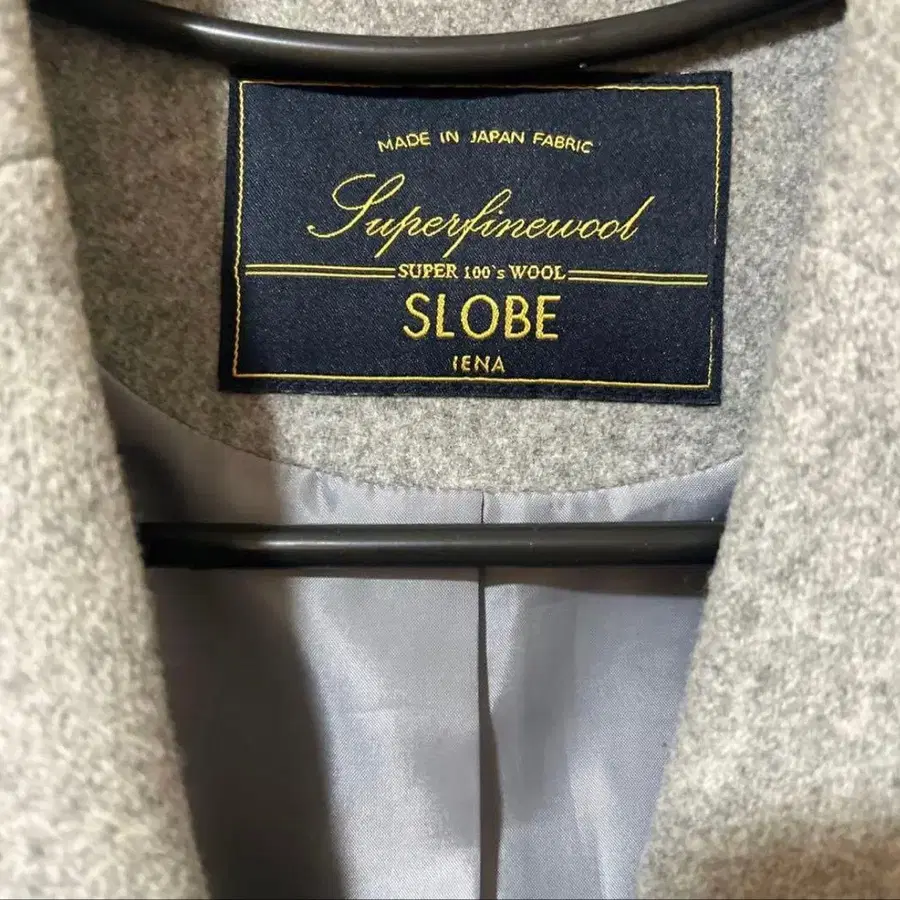 MADE IN JAPAN FABRIC
Superfinewool
SUPER 100's WOOL
SLOBE
IENA